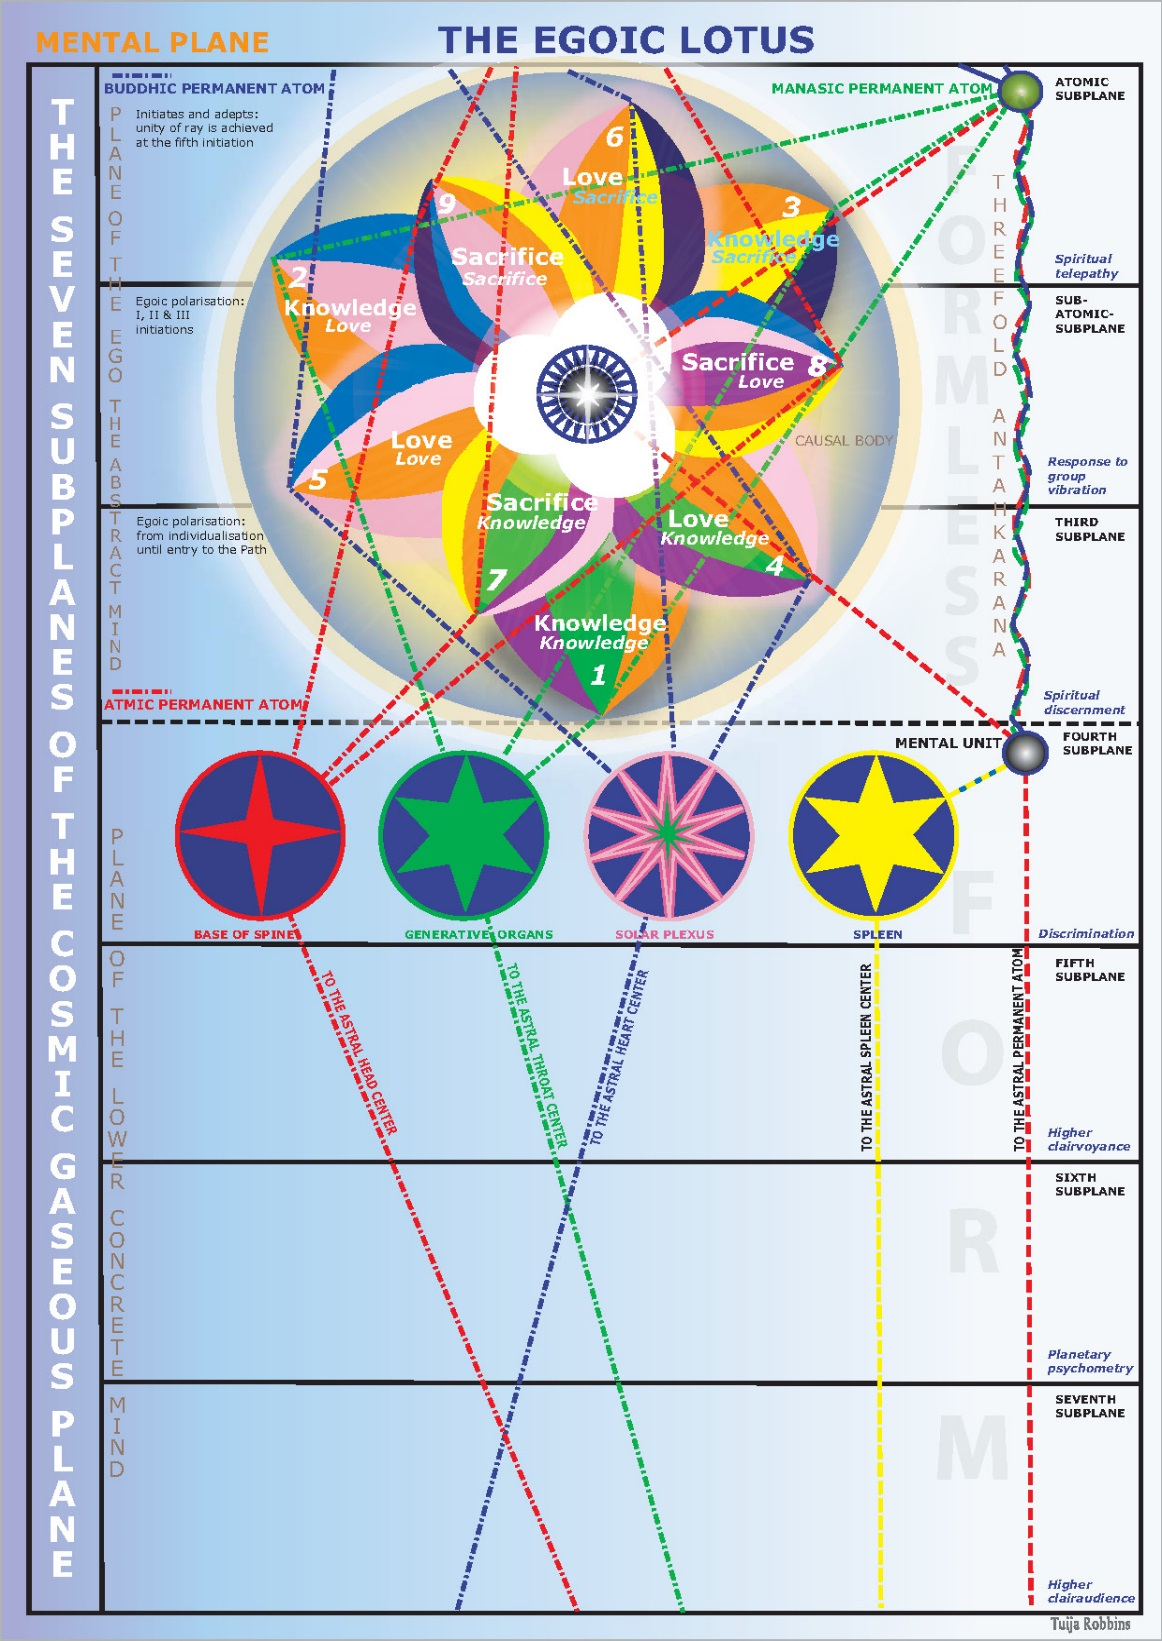 MENTAL PLANE
THE EGOIC LOTUS
THE SEVEN SUBPLANES OF THE COSMIC GASEOUS PLANE
BUDDHIC PERMANENT ATOM
MANASIC PERMANENT ATOM
ATOMIC
SUBPLANE
PLANE OF THE EGO THE ABSTRACT MIND
Initiates and adepts:
unity of ray is achieved
at the fifth initiation
6
Love
Sacrifice
9
Sacrifice
Sacrifice
3
Knowledge
Sacrifice
FORMLESS
THREEFOLD ANTAHKARANA
Spiritual
telepathy
2
Knowledge
Love
Egoic polarisation:
I, II & III
initiations
SUB-
ATOMIC-
SUBPLANE
Sacrifice
Love
8
CAUSAL BODY
Love
Love
5
Response to
group
vibration
Sacrifice
Knowledge
7
Love
Knowledge
4
Egoic polarisation:
from individualisation
until entry to the Path
THIRD
SUBPLANE
Knowledge
Knowledge
1
ATMIC PERMANENT ATOM
Spiritual
discernment
MENTAL UNIT
FOURTH
SUBPLANE
PLANE OF THE LOWER CONCRETE MIND
FORM
BASE OF SPINE
GENERATIVE ORGANS
SOLAR PLEXUS
SPLEEN
Discrimination
TO THE ASTRAL HEAD CENTER
TO THE ASTRAL THROAT CENTER
TO THE ASTRAL HEART CENTER
TO THE ASTRAL SPLEEN CENTER
TO THE ASTRAL PERMANENT ATOM
FIFTH
SUBPLANE
Higher
clairvoyance
SIXTH
SUBPLANE
Planetary
psychometry
SEVENTH
SUBPLANE
Higher
clairaudience
Tuija Robbins